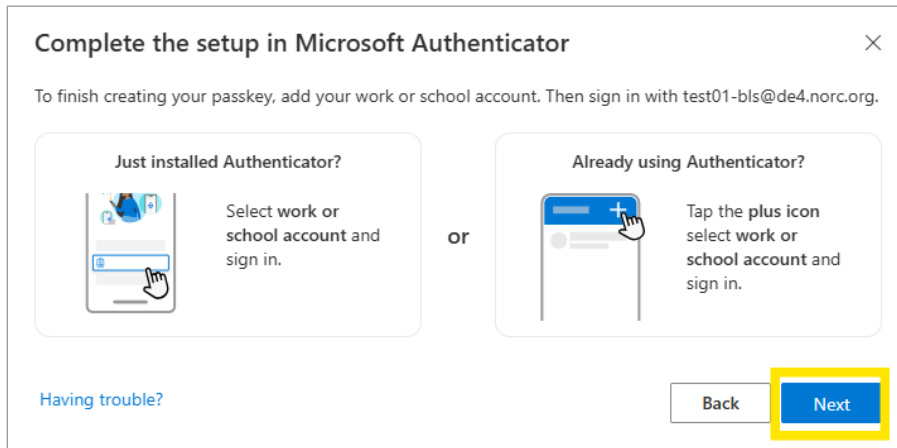 Complete the setup in Microsoft Authenticator
To finish creating your passkey, add your work or school account. Then sign in with test01-bls@de4.norc.org.
Just installed Authenticator?
Select work or
school account and
sign in.
or
Already using Authenticator?
Tap the plus icon
select work or
school account and
sign in.
Having trouble?
Back
Next